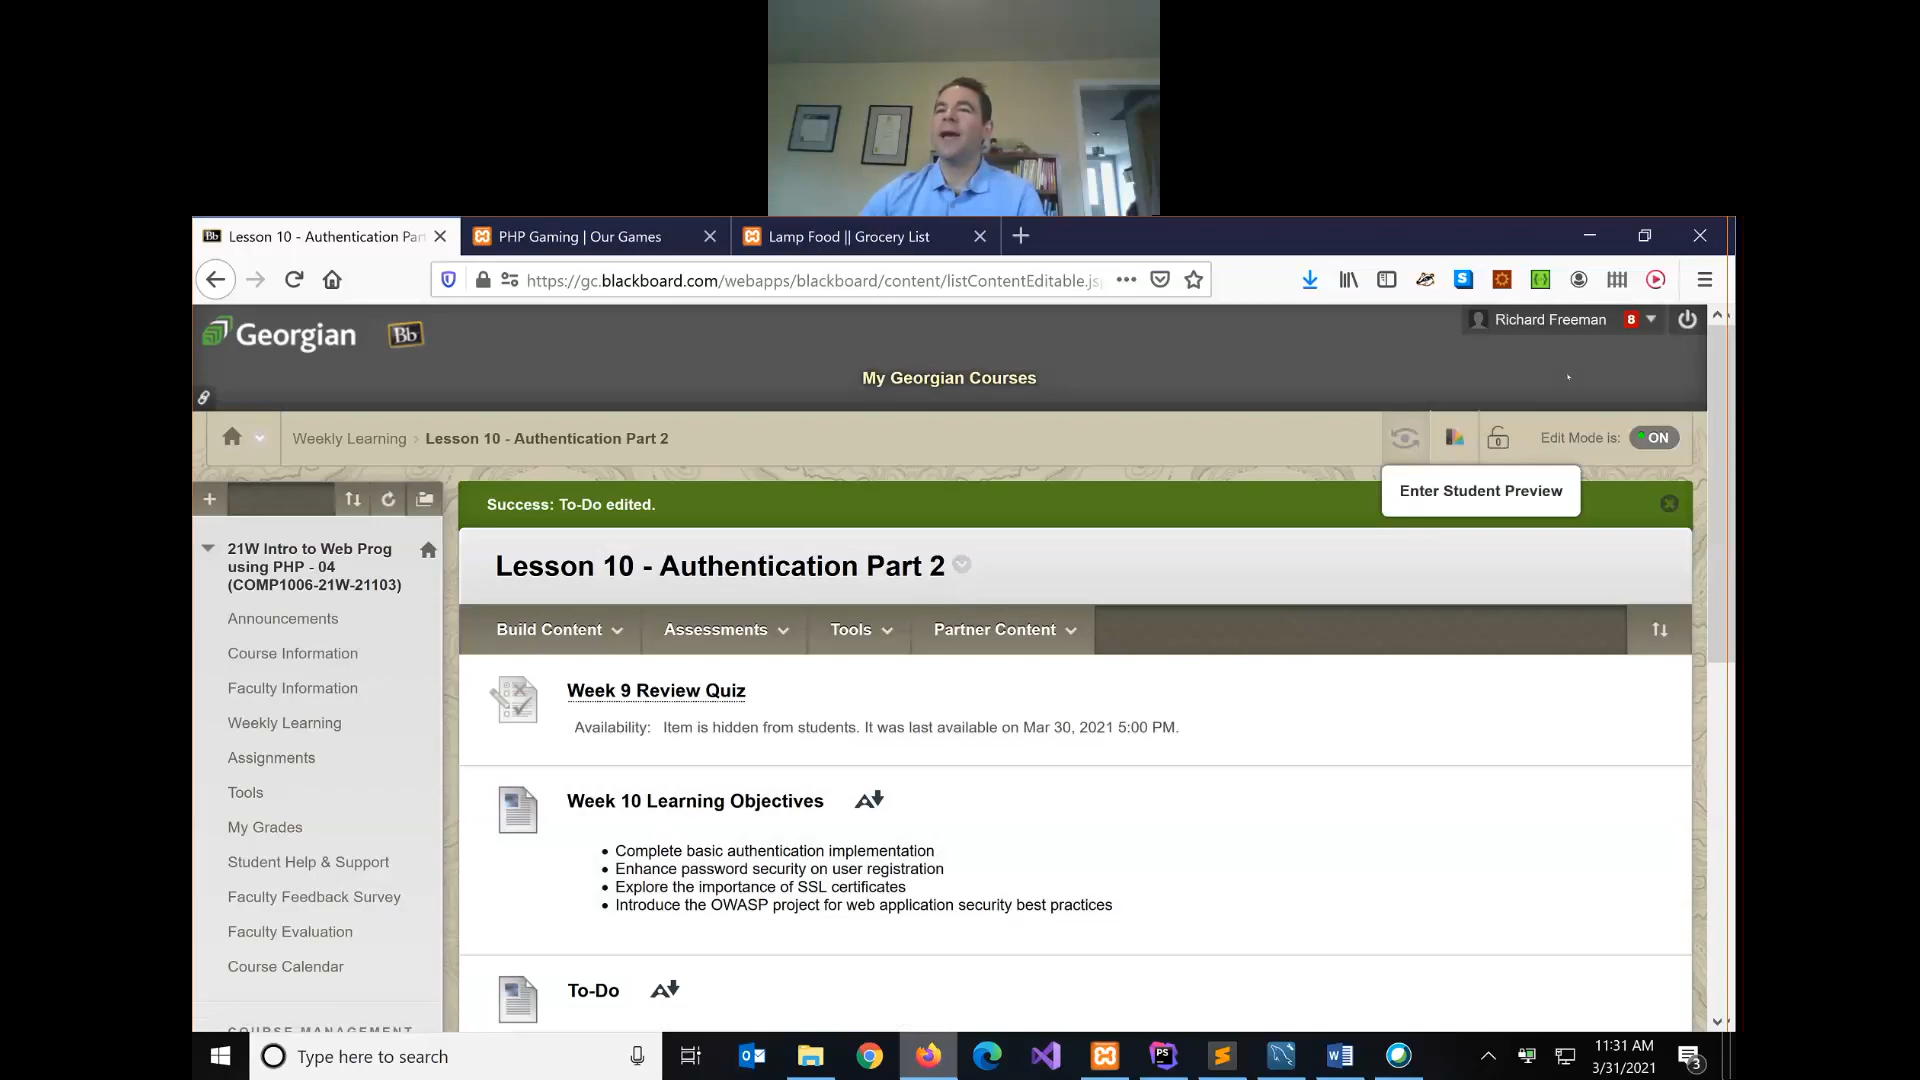 Lesson 10 - Authentication Par
PHP Gaming | Our Games
Lamp Food || Grocery List
https://gc.blackboard.com/webapps/blackboard/content/listContentEditable.js
Georgian
Bb
Richard Freeman
8
My Georgian Courses
Weekly Learning
Lesson 10 - Authentication Part 2
Edit Mode is:
ON
Enter Student Preview
Success: To-Do edited.
21W Intro to Web Prog
using PHP - 04
(COMP1006-21W-21103)
Announcements
Course Information
Faculty Information
Weekly Learning
Assignments
Tools
My Grades
Student Help & Support
Faculty Feedback Survey
Faculty Evaluation
Course Calendar
COURSE MANAGEMENT
Lesson 10 - Authentication Part 2
Build Content
Assessments
Tools
Partner Content
Week 9 Review Quiz
Availability: Item is hidden from students. It was last available on Mar 30, 2021 5:00 PM.
Week 10 Learning Objectives
• Complete basic authentication implementation
• Enhance password security on user registration
• Explore the importance of SSL certificates
• Introduce the OWASP project for web application security best practices
To-Do
Type here to search
11:31 AM
3/31/2021
3